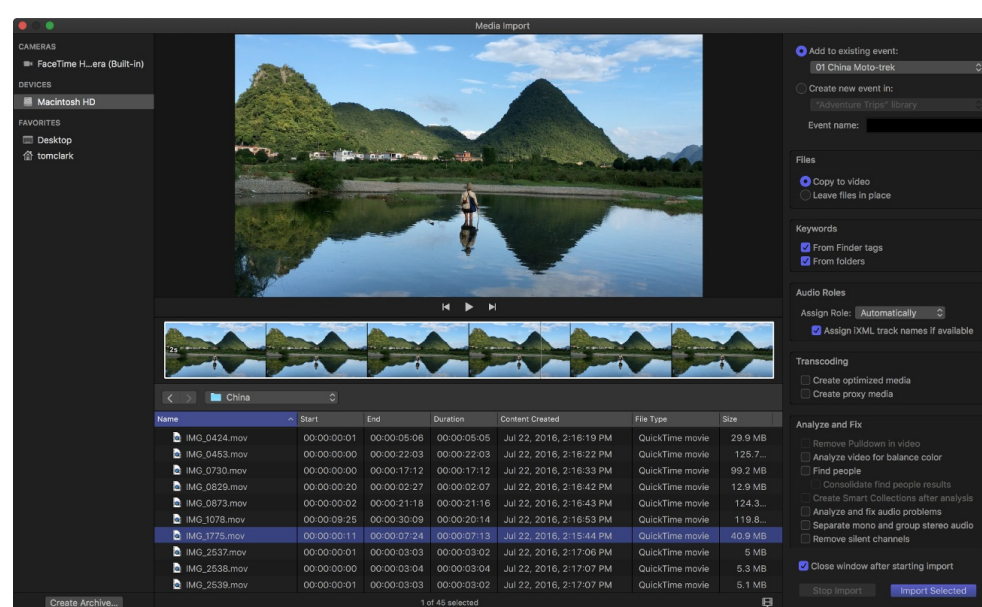 Media Import
CAMERAS
FaceTime H...era (Built-in)
DEVICES
Macintosh HD
FAVORITES
Desktop
tomclark
2s
China
Name Start End Duration Content Created File Type Size
IMG_0424.mov 00:00:00:01 00:00:05:06 00:00:05:05 Jul 22, 2016, 2:16:19 PM QuickTime movie 29.9 MB
IMG_0453.mov 00:00:00:00 00:00:22:03 00:00:22:03 Jul 22, 2016, 2:16:22 PM QuickTime movie 125.7...
IMG_0730.mov 00:00:00:00 00:00:17:12 00:00:17:12 Jul 22, 2016, 2:16:33 PM QuickTime movie 99.2 MB
IMG_0829.mov 00:00:00:20 00:00:02:27 00:00:02:07 Jul 22, 2016, 2:16:42 PM QuickTime movie 12.9 MB
IMG_0873.mov 00:00:00:02 00:00:21:18 00:00:21:16 Jul 22, 2016, 2:16:43 PM QuickTime movie 124.3...
IMG_1078.mov 00:00:09:25 00:00:30:09 00:00:20:14 Jul 22, 2016, 2:16:53 PM QuickTime movie 119.8...
IMG_1775.mov 00:00:00:11 00:00:07:24 00:00:07:13 Jul 22, 2016, 2:15:44 PM QuickTime movie 40.9 MB
IMG_2537.mov 00:00:00:01 00:00:03:03 00:00:03:02 Jul 22, 2016, 2:17:06 PM QuickTime movie 5 MB
IMG_2538.mov 00:00:00:00 00:00:03:04 00:00:03:04 Jul 22, 2016, 2:17:07 PM QuickTime movie 5.3 MB
IMG_2539.mov 00:00:00:01 00:00:03:03 00:00:03:02 Jul 22, 2016, 2:17:07 PM QuickTime movie 5.1 MB
Create Archive...
1 of 45 selected
Add to existing event:
01 China Moto-trek
Create new event in:
"Adventure Trips" library
Event name:
Files
Copy to video
Leave files in place
Keywords
From Finder tags
From folders
Audio Roles
Assign Role: Automatically
Assign iXML track names if available
Transcoding
Create optimized media
Create proxy media
Analyze and Fix
Remove Pulldown in video
Analyze video for balance color
Find people
Consolidate find people results
Create Smart Collections after analysis
Analyze and fix audio problems
Separate mono and group stereo audio
Remove silent channels
Close window after starting import
Stop Import Import Selected